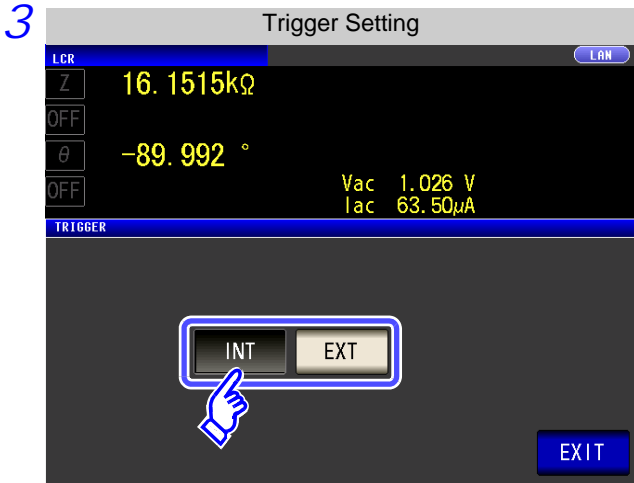 3
Trigger Setting
LCR LAN
Z 16.1515kΩ
OFF
θ -89.992 °
OFF Vac 1.026 V
Iac 63.50μA
TRIGGER
INT EXT
EXIT